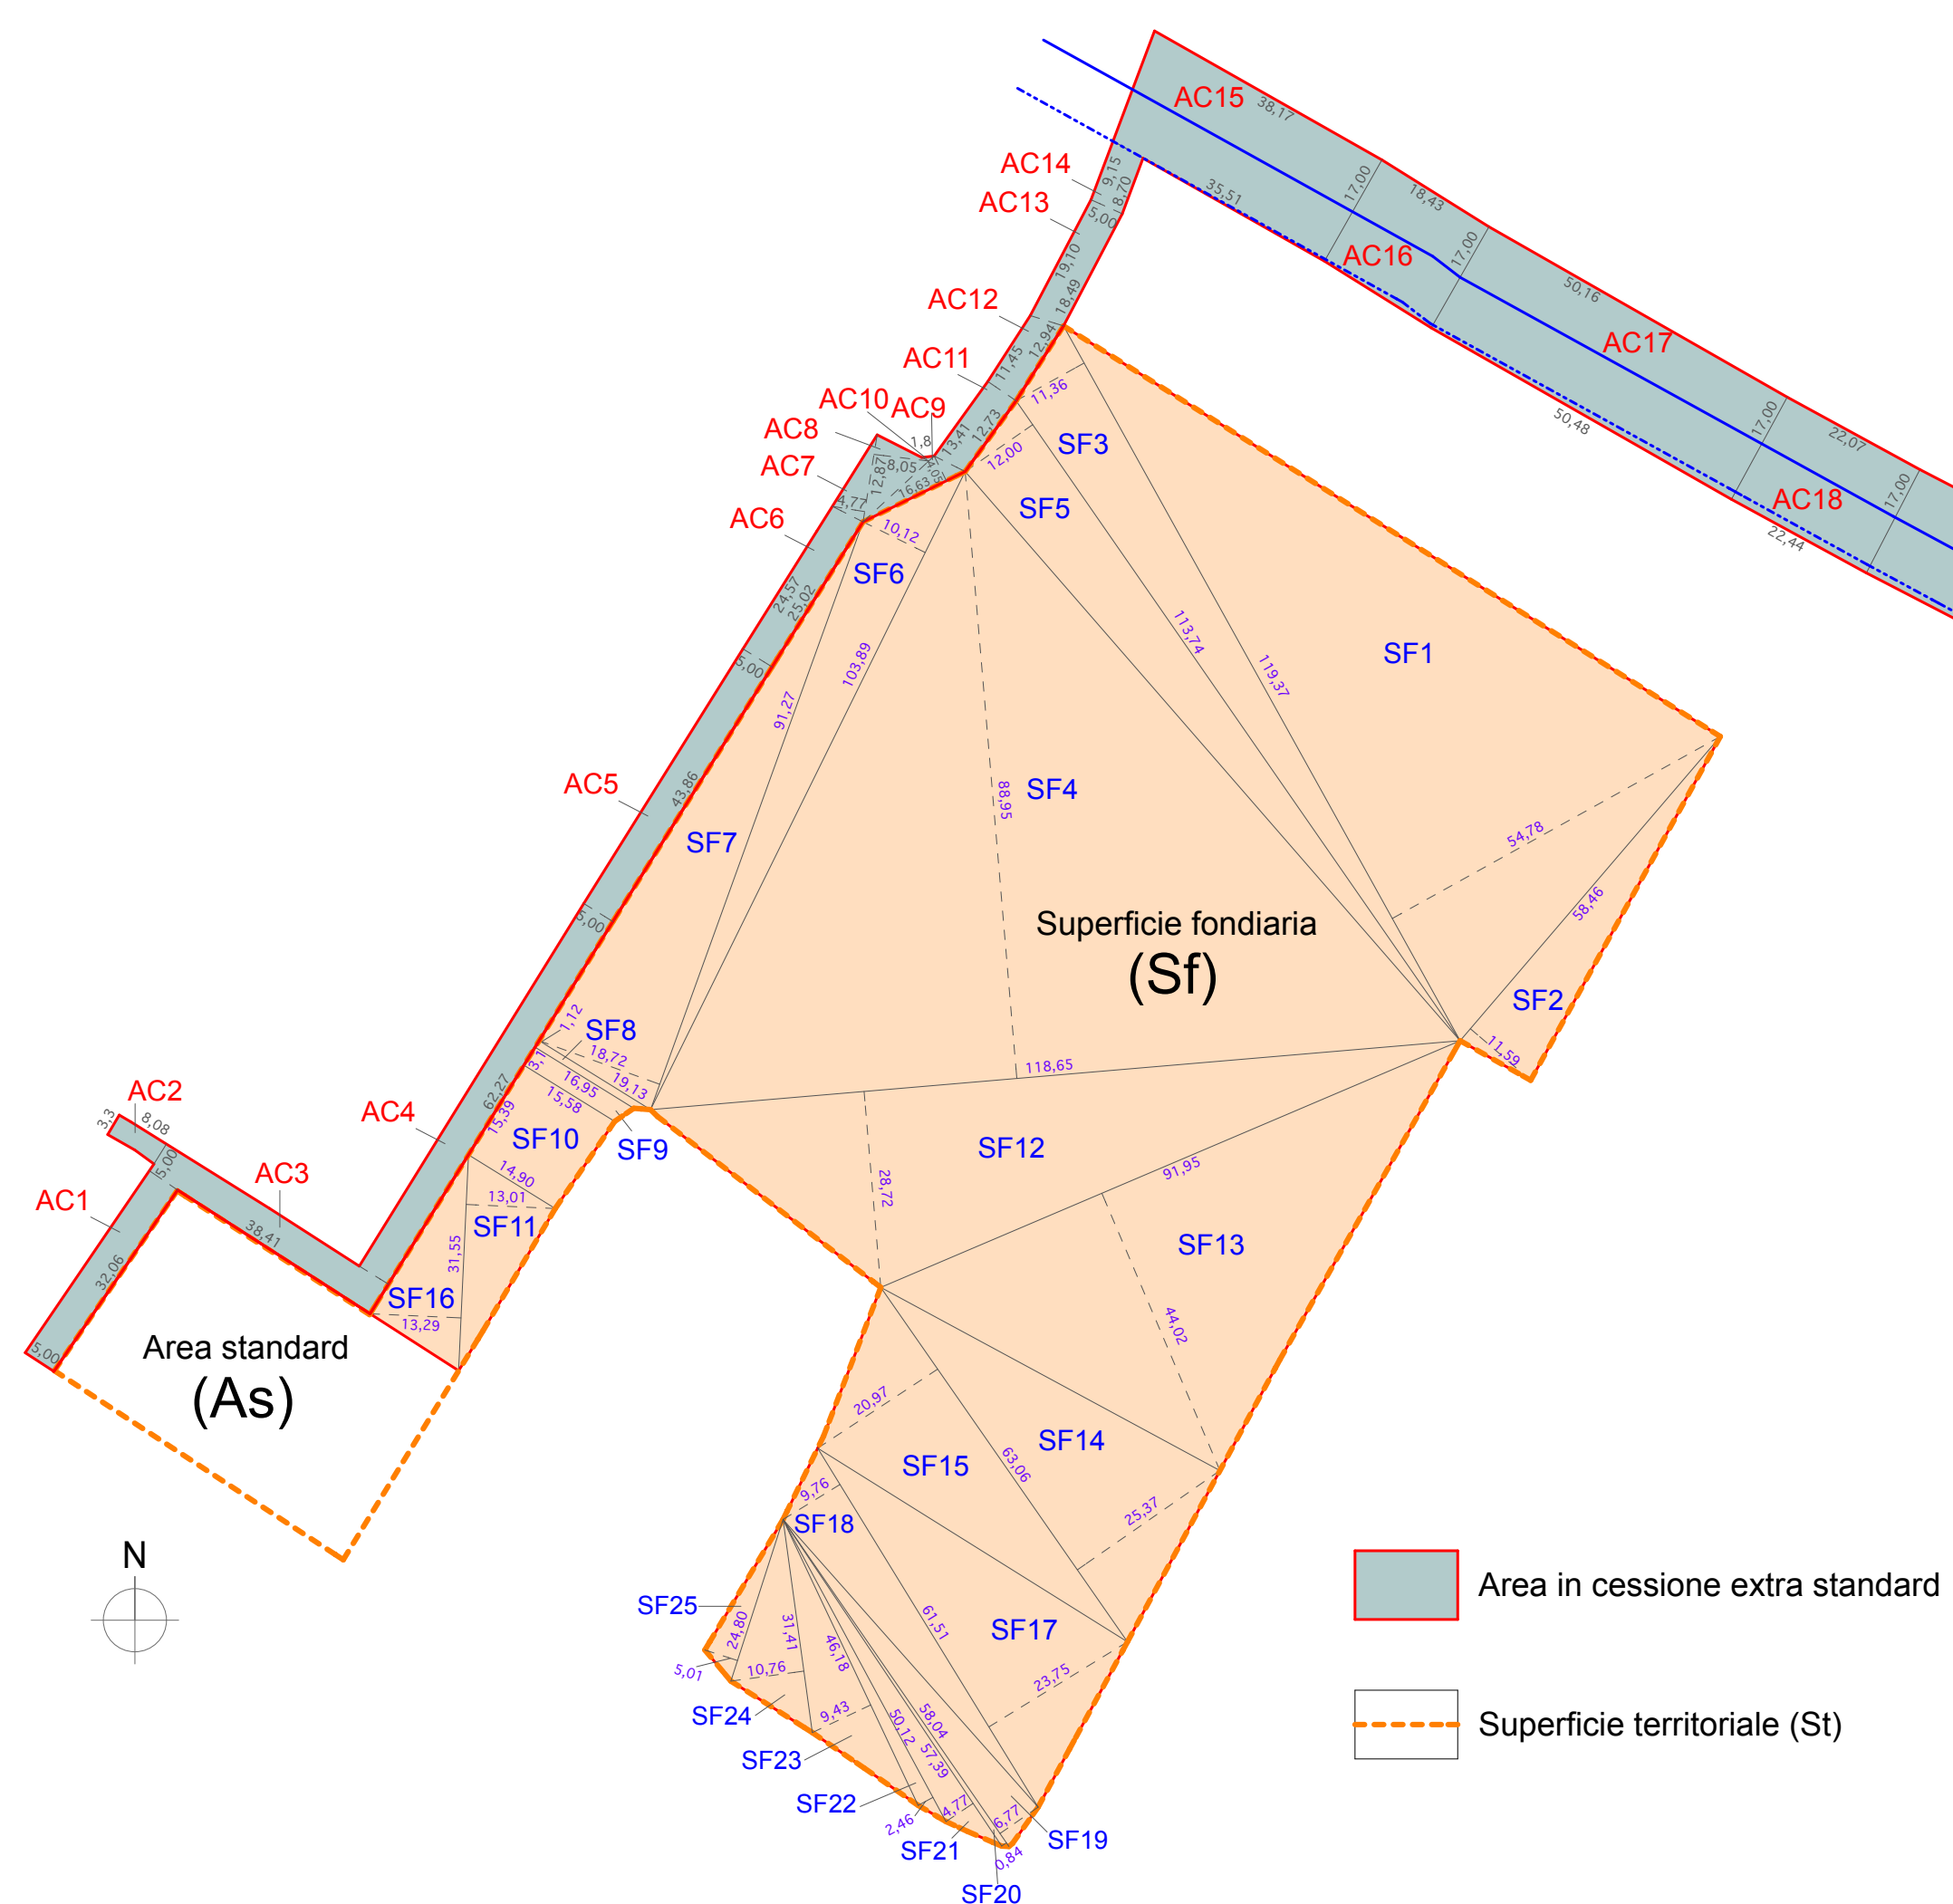 AC15
38,17
AC14
9,15
8,70
17,00
18,43
35,51
AC13
5,00
AC16
17,00
19,10
50,16
AC12
18,49
AC17
11,45
12,94
AC11
11,36
AC10
AC9
17,00
50,48
22,07
AC8
1,8
13,41
12,73
SF3
12,00
AC7
8,05
12,87
16,63
4,05
AC18
17,00
4,77
SF5
AC6
10,12
22,44
SF6
24,57
25,02
113,74
103,89
119,37
SF1
5,00
91,27
AC5
43,86
88,95
SF4
SF7
54,78
5,00
Superficie fondiaria
(Sf)
58,46
SF2
1,12
SF8
18,72
19,13
11,59
3,1
16,95
15,58
118,65
62,27
AC2
3,3
8,08
AC4
15,39
SF10
SF9
SF12
5,00
AC3
14,90
28,72
91,95
AC1
13,01
SF11
38,41
31,55
SF13
32,06
SF16
13,29
44,02
5,00
Area standard
(As)
20,97
SF14
SF15
63,06
9,76
25,37
SF18
N
SF25
24,80
31,41
46,18
61,51
SF17
5,01
10,76
23,75
SF24
9,43
50,12
58,04
57,39
SF23
SF22
2,46
4,77
6,77
SF21
SF19
0,84
SF20
Area in cessione extra standard
Superficie territoriale (St)